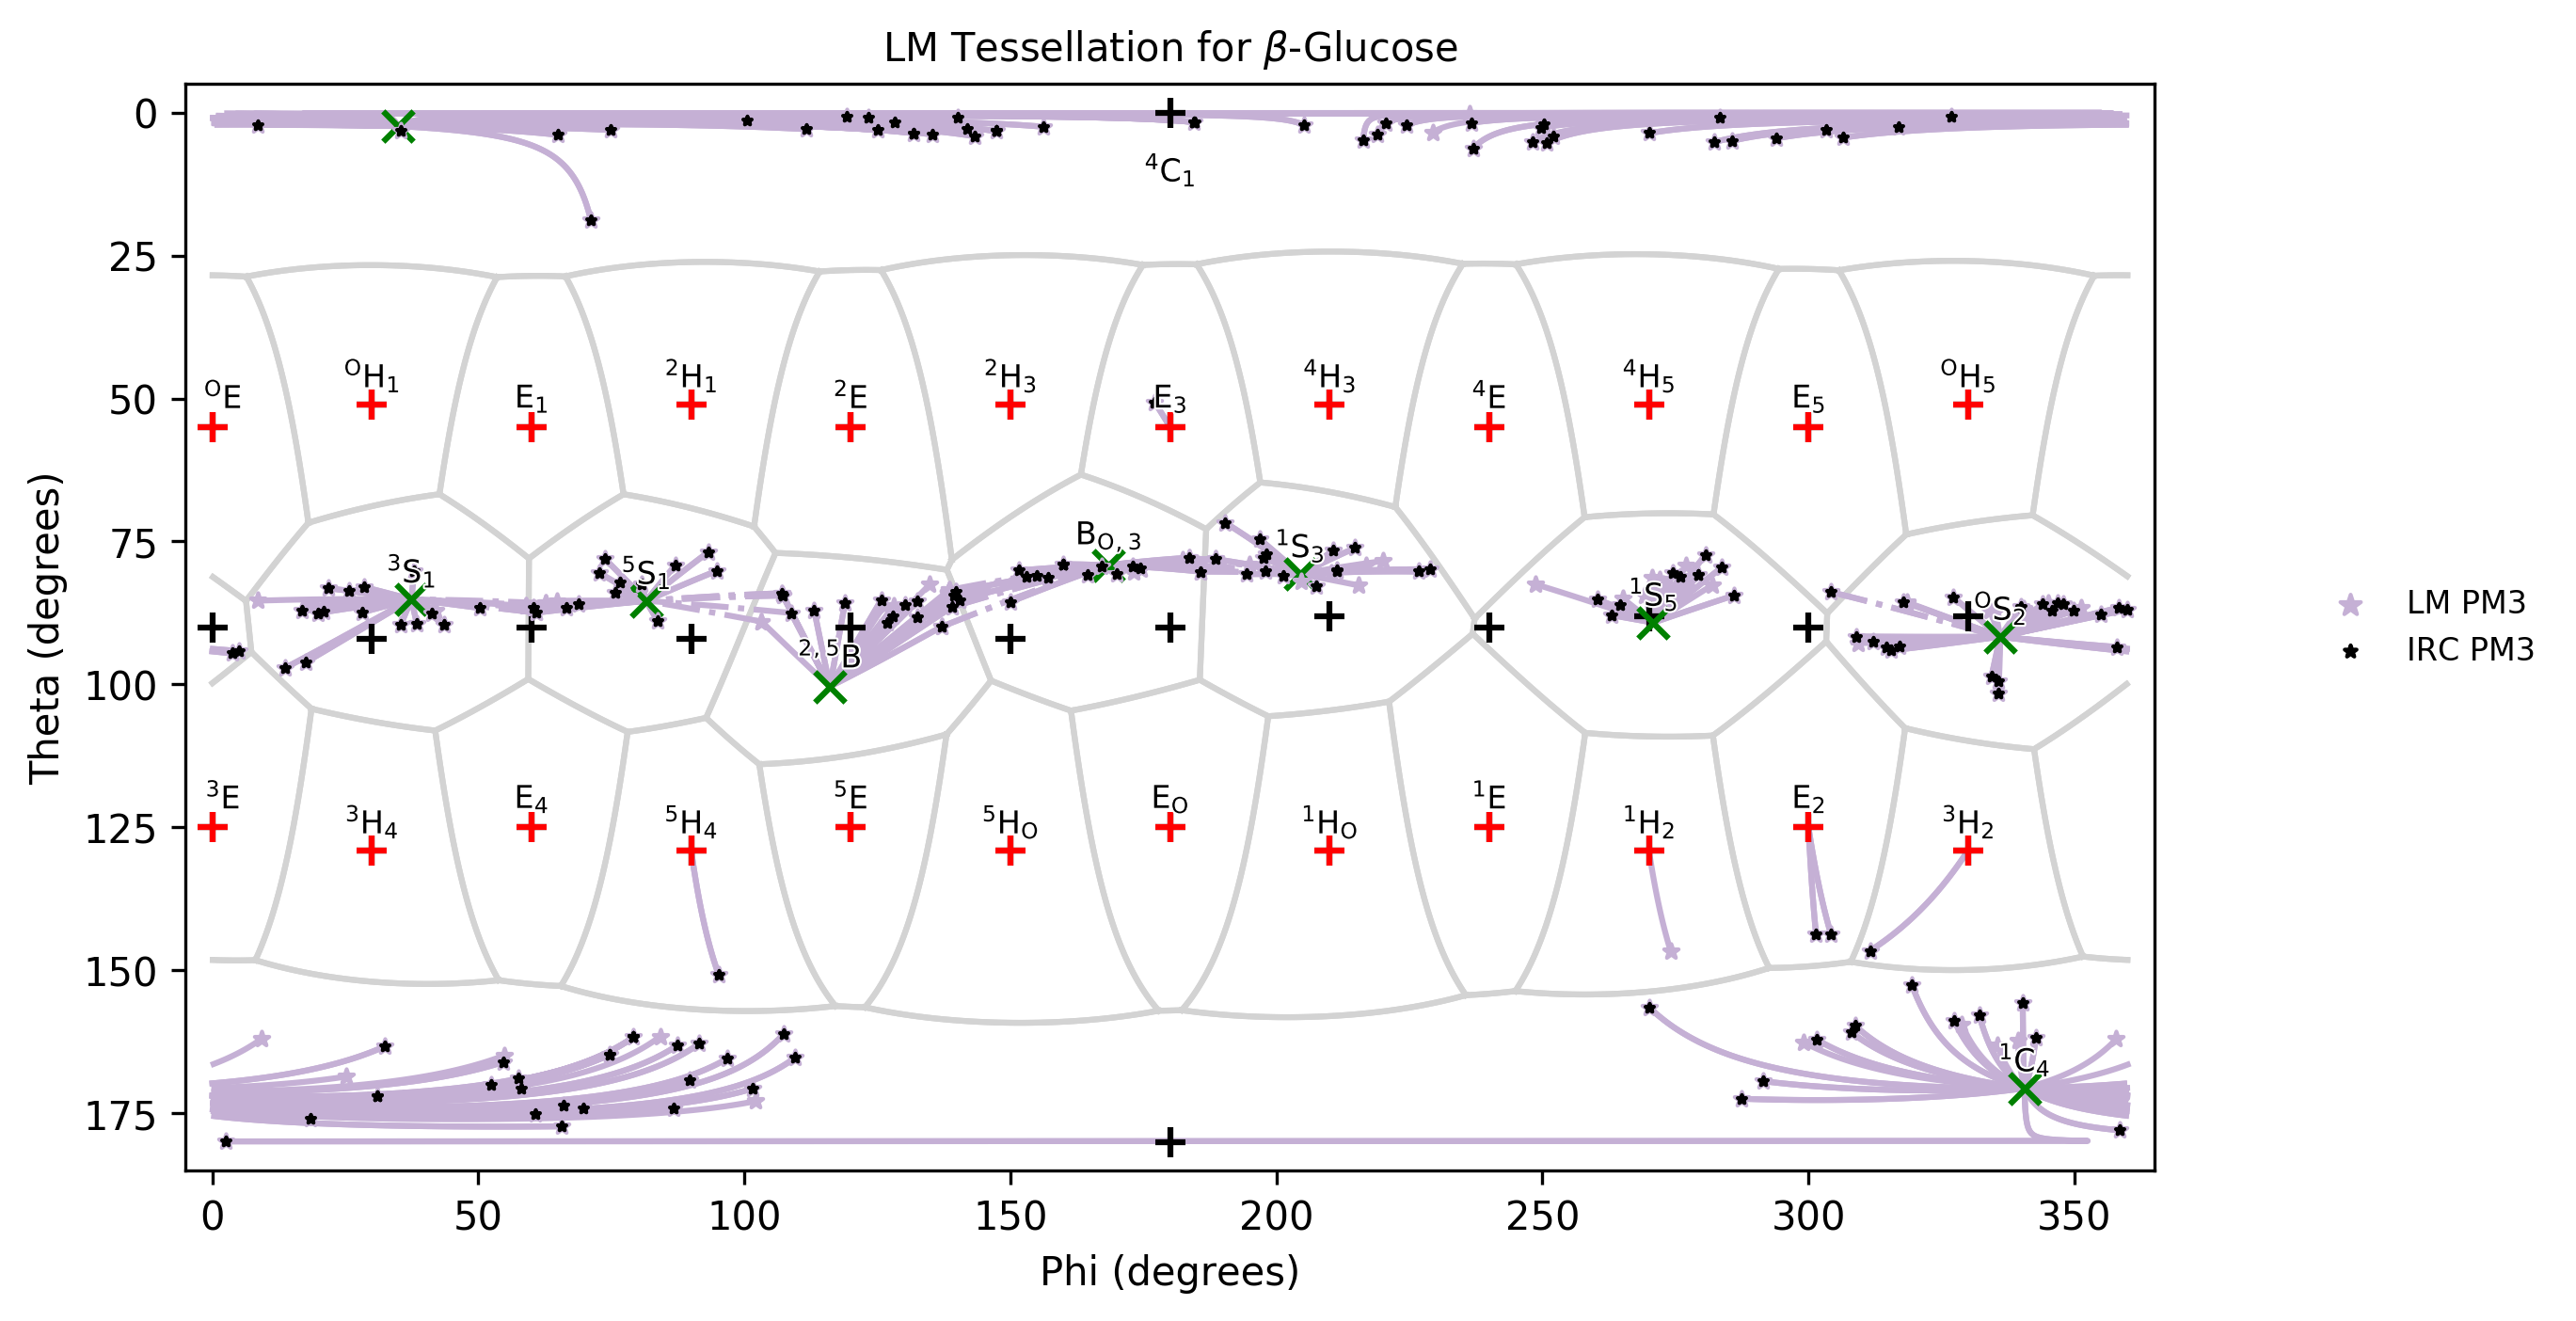 LM Tessellation for β-Glucose
0
25
50
75
100
125
150
175
Theta (degrees)
⁴C₁
ᴼE ᴼH₁ E₁ ²H₁ ²E ²H₃ E₃ ⁴H₃ ⁴E ⁴H₅ E₅ ᴼH₅
³S₁ ⁵S₁ ²,⁵B B_O,3 ¹S₃ ¹S₅ ᴼS₂
³E ³H₄ E₄ ⁵H₄ ⁵E ⁵H_O E_O ¹H_O ¹E ¹H₂ E₂ ³H₂
¹C₄
0 50 100 150 200 250 300 350
Phi (degrees)
LM PM3
IRC PM3